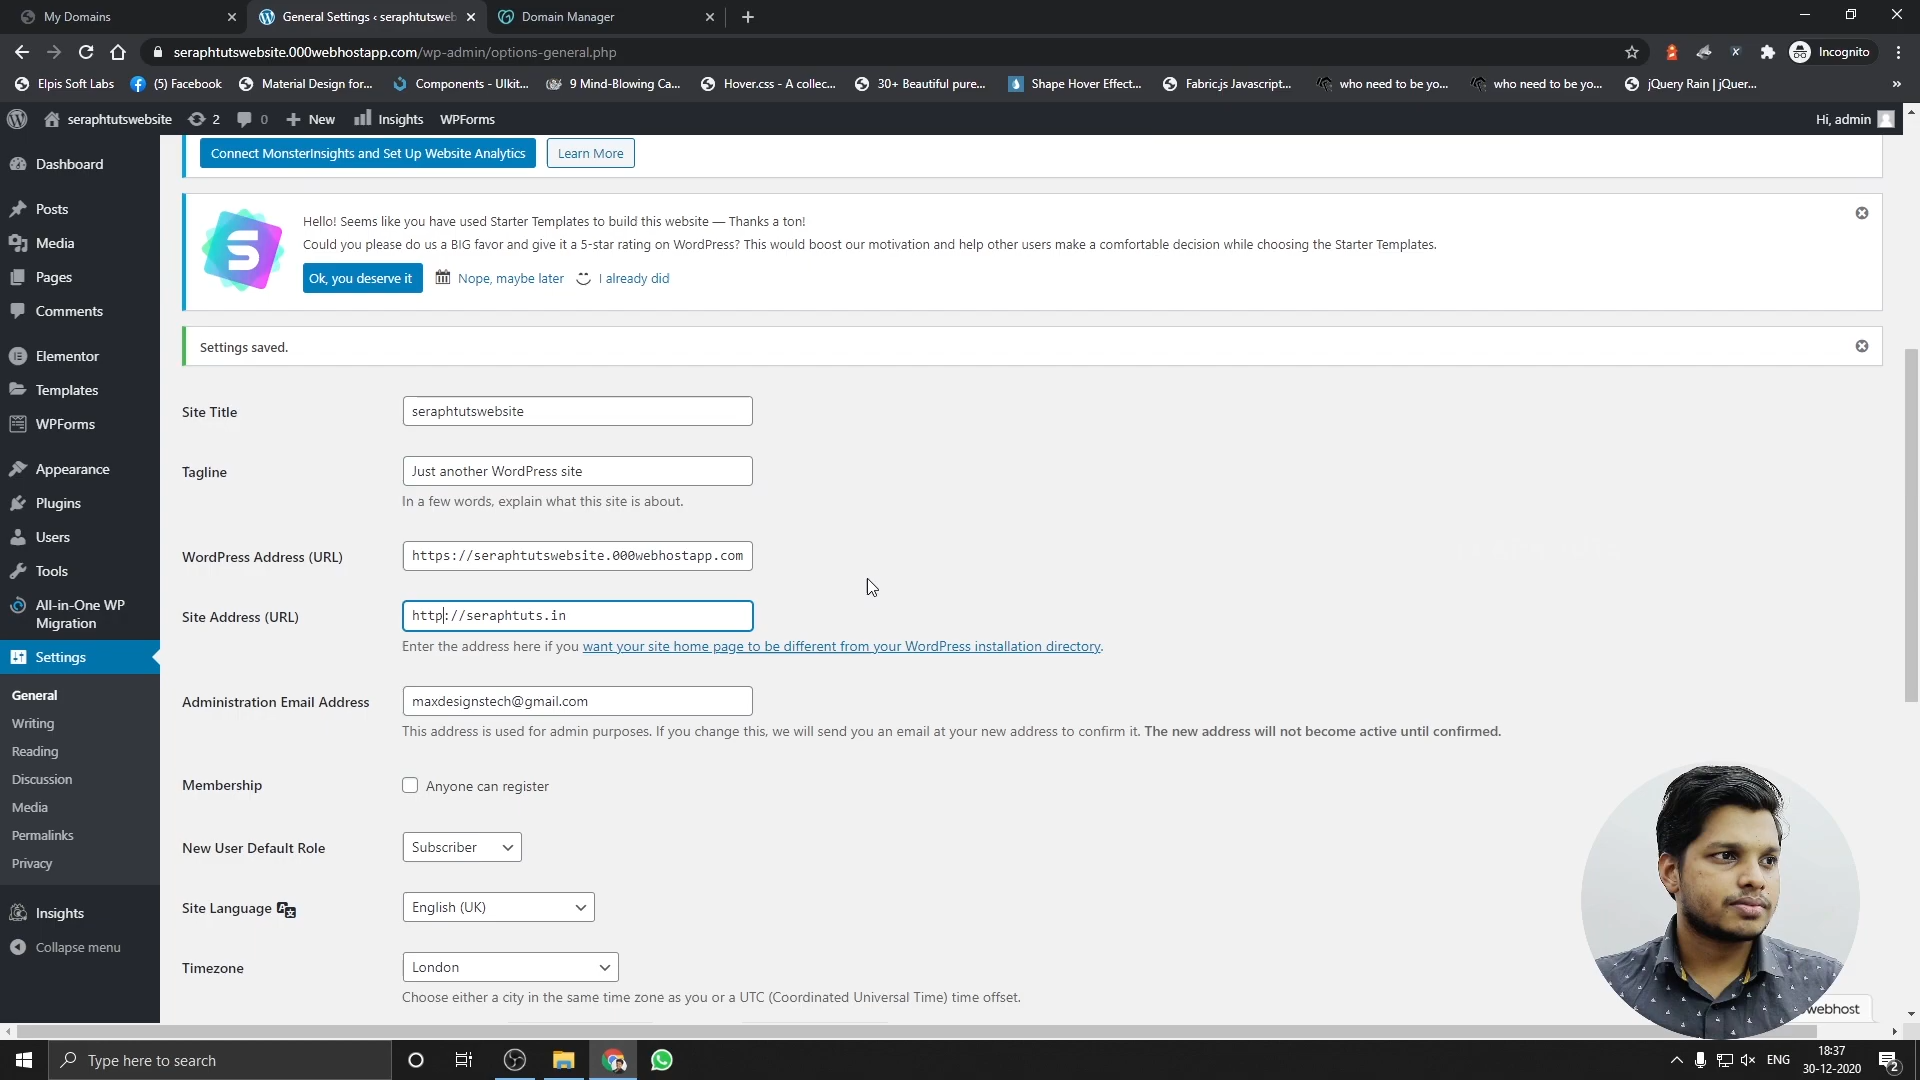 My Domains
General Settings ‹ seraphtutsweb
Domain Manager
seraphtutswebsite.000webhostapp.com/wp-admin/options-general.php
Incognito
Elpis Soft Labs
(5) Facebook
Material Design for...
Components - UIkit...
9 Mind-Blowing Ca...
Hover.css - A collec...
30+ Beautiful pure...
Shape Hover Effect...
Fabric.js Javascript...
who need to be yo...
who need to be yo...
jQuery Rain | jQuer...
seraphtutswebsite
2
0
New
Insights
WPForms
Hi, admin
Dashboard
Posts
Media
Pages
Comments
Elementor
Templates
WPForms
Appearance
Plugins
Users
Tools
All-in-One WP
Migration
Settings
General
Writing
Reading
Discussion
Media
Permalinks
Privacy
Insights
Collapse menu
Connect MonsterInsights and Set Up Website Analytics
Learn More
Hello! Seems like you have used Starter Templates to build this website — Thanks a ton!
Could you please do us a BIG favor and give it a 5-star rating on WordPress? This would boost our motivation and help other users make a comfortable decision while choosing the Starter Templates.
Ok, you deserve it
Nope, maybe later
I already did
Settings saved.
Site Title
seraphtutswebsite
Tagline
Just another WordPress site
In a few words, explain what this site is about.
WordPress Address (URL)
https://seraphtutswebsite.000webhostapp.com
Site Address (URL)
http://seraphtuts.in
Enter the address here if you want your site home page to be different from your WordPress installation directory.
Administration Email Address
maxdesignstech@gmail.com
This address is used for admin purposes. If you change this, we will send you an email at your new address to confirm it. The new address will not become active until confirmed.
Membership
Anyone can register
New User Default Role
Subscriber
Site Language
English (UK)
Timezone
London
Choose either a city in the same time zone as you or a UTC (Coordinated Universal Time) time offset.
webhost
Type here to search
ENG
18:37
30-12-2020
2